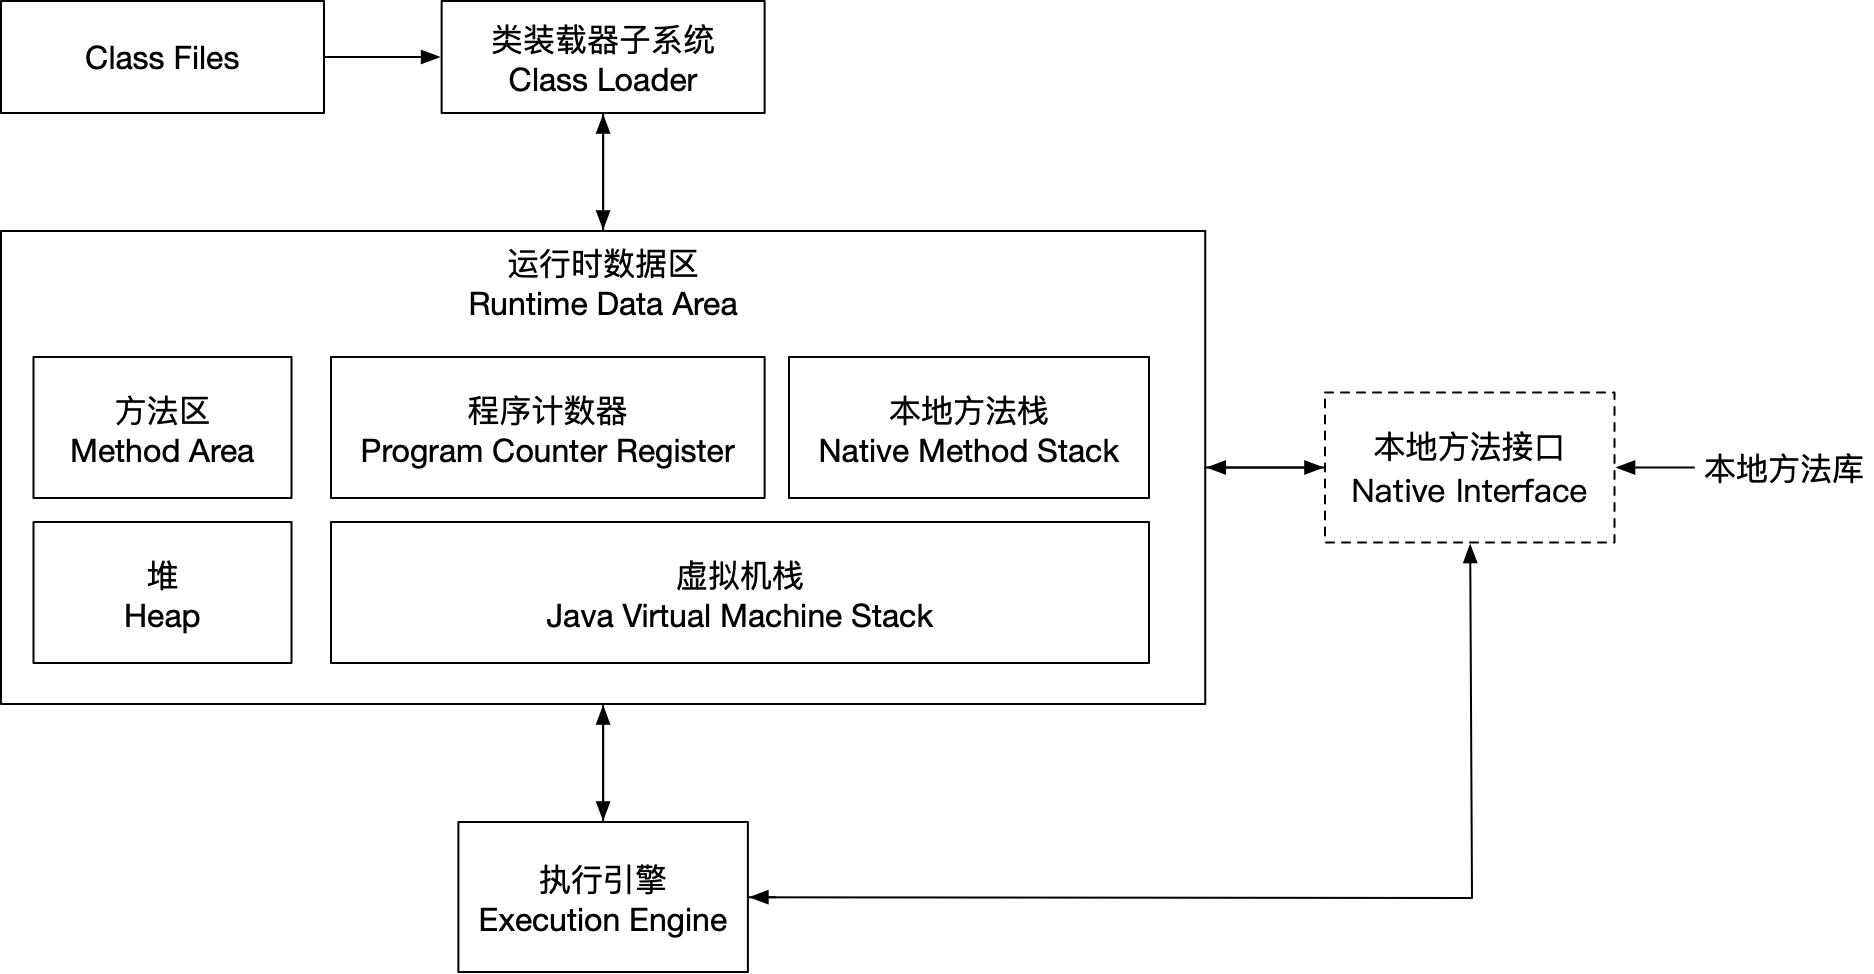 Class Files
类装载器子系统
Class Loader
运行时数据区
Runtime Data Area
方法区
Method Area
程序计数器
Program Counter Register
本地方法栈
Native Method Stack
本地方法接口
Native Interface
本地方法库
堆
Heap
虚拟机栈
Java Virtual Machine Stack
执行引擎
Execution Engine